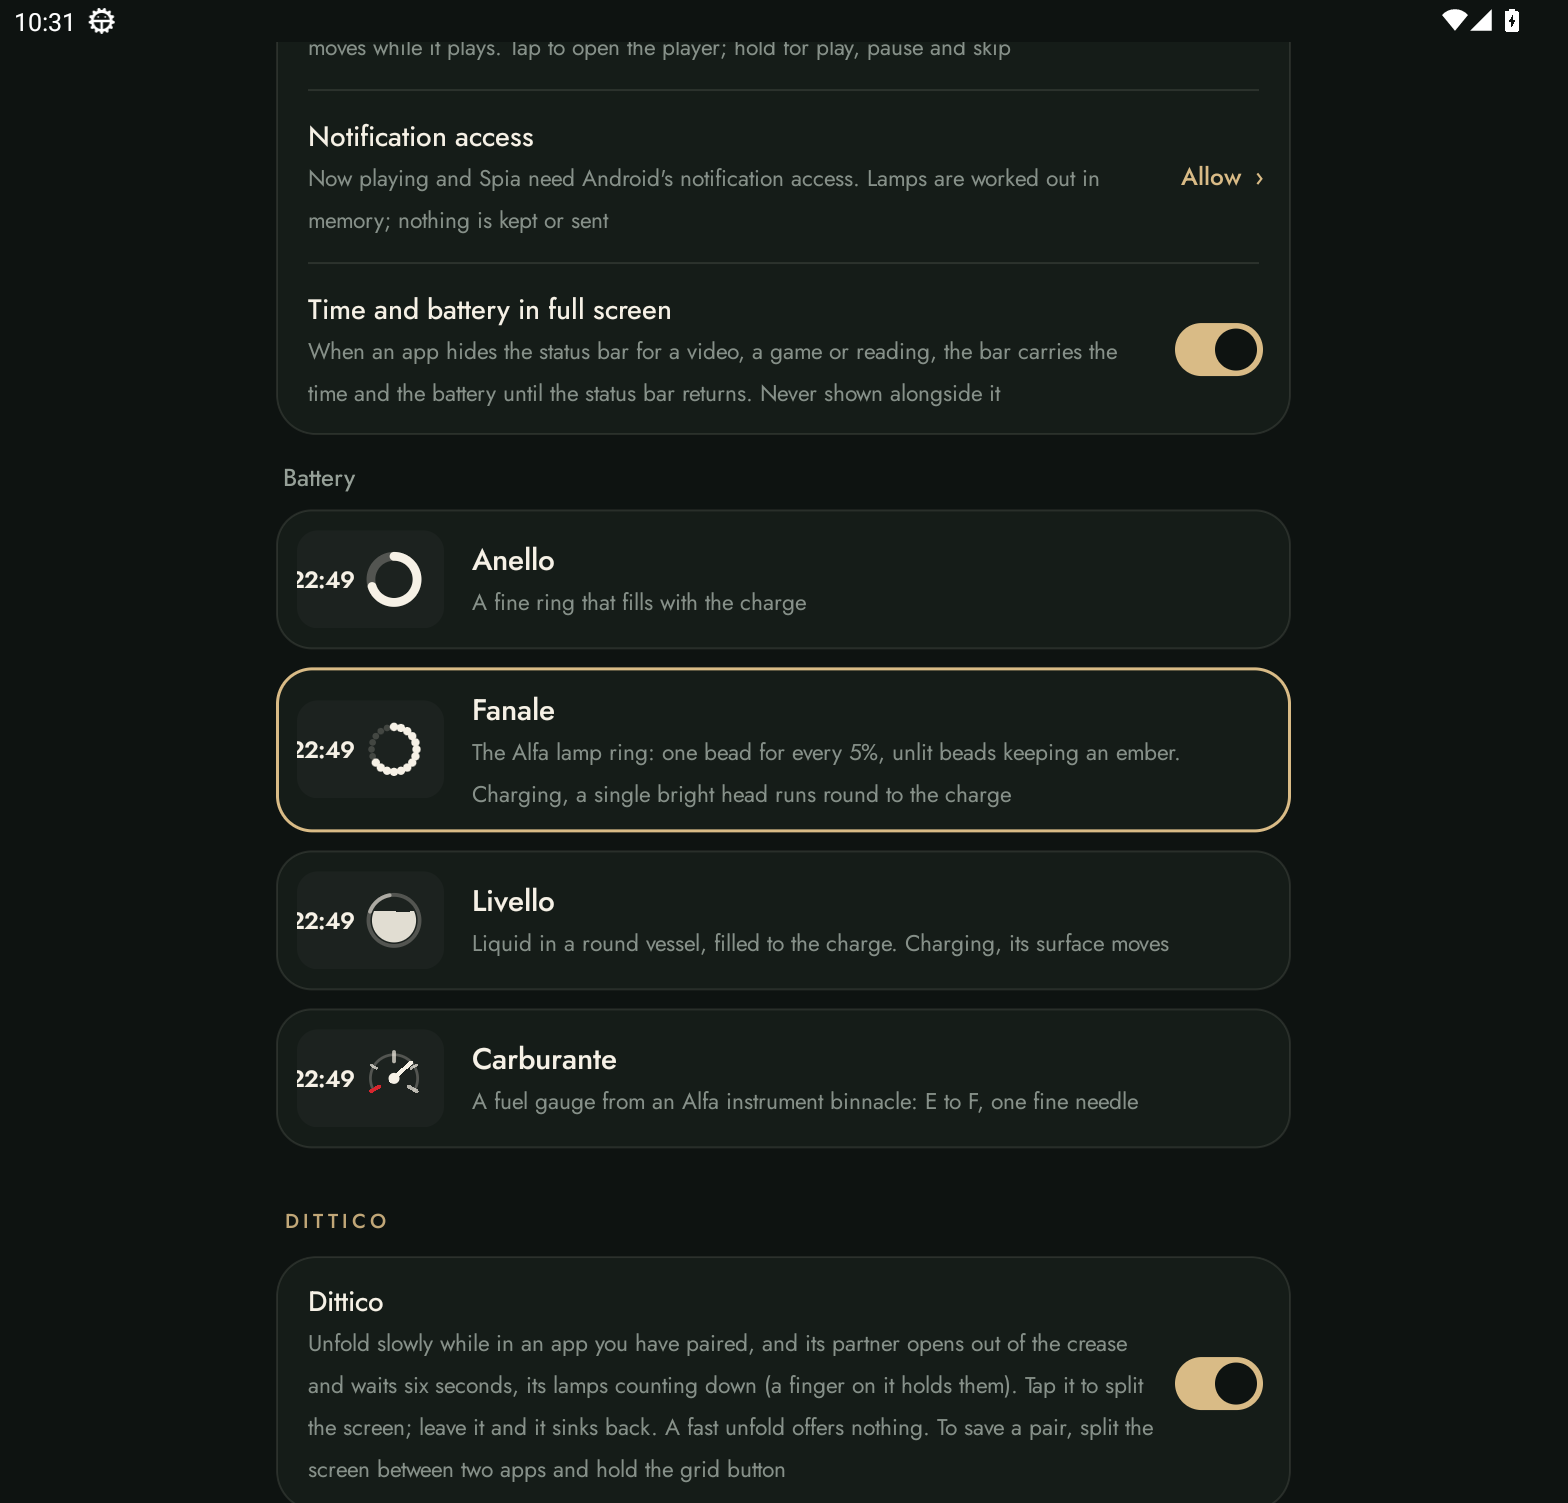 10:31
moves while it plays. Tap to open the player; hold for play, pause and skip
Notification access
Now playing and Spia need Android's notification access. Lamps are worked out in
memory; nothing is kept or sent
Allow ›
Time and battery in full screen
When an app hides the status bar for a video, a game or reading, the bar carries the
time and the battery until the status bar returns. Never shown alongside it
Battery
22:49
Anello
A fine ring that fills with the charge
22:49
Fanale
The Alfa lamp ring: one bead for every 5%, unlit beads keeping an ember.
Charging, a single bright head runs round to the charge
22:49
Livello
Liquid in a round vessel, filled to the charge. Charging, its surface moves
22:49
Carburante
A fuel gauge from an Alfa instrument binnacle: E to F, one fine needle
DITTICO
Dittico
Unfold slowly while in an app you have paired, and its partner opens out of the crease
and waits six seconds, its lamps counting down (a finger on it holds them). Tap it to split
the screen; leave it and it sinks back. A fast unfold offers nothing. To save a pair, split the
screen between two apps and hold the grid button